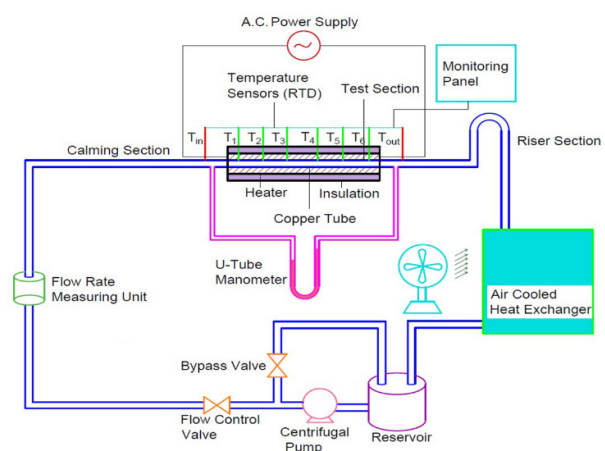 A.C. Power Supply
Monitoring
Panel
Temperature
Sensors (RTD)
Test Section
Tin
T1
T2
T3
T4
T5
T6
Tout
Calming Section
Riser Section
Heater
Insulation
Copper Tube
U-Tube
Manometer
Flow Rate
Measuring Unit
Air Cooled
Heat Exchanger
Bypass Valve
Flow Control
Valve
Centrifugal
Pump
Reservoir